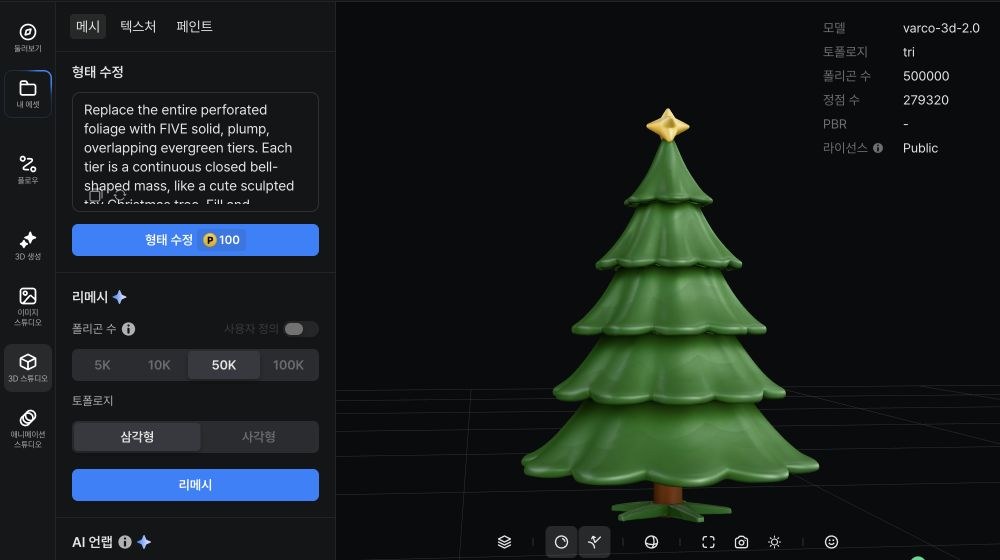 메시 텍스처 페인트
둘러보기
내 에셋
플로우
3D 생성
이미지
스튜디오
3D 스튜디오
애니메이션
스튜디오
형태 수정
Replace the entire perforated
foliage with FIVE solid, plump,
overlapping evergreen tiers. Each
tier is a continuous closed bell-
shaped mass, like a cute sculpted
toy Christmas tree. Fill and
형태 수정 P 100
리메시
폴리곤 수 사용자 정의
5K 10K 50K 100K
토폴로지
삼각형 사각형
리메시
AI 언랩
모델 varco-3d-2.0
토폴로지 tri
폴리곤 수 500000
정점 수 279320
PBR -
라이선스 Public